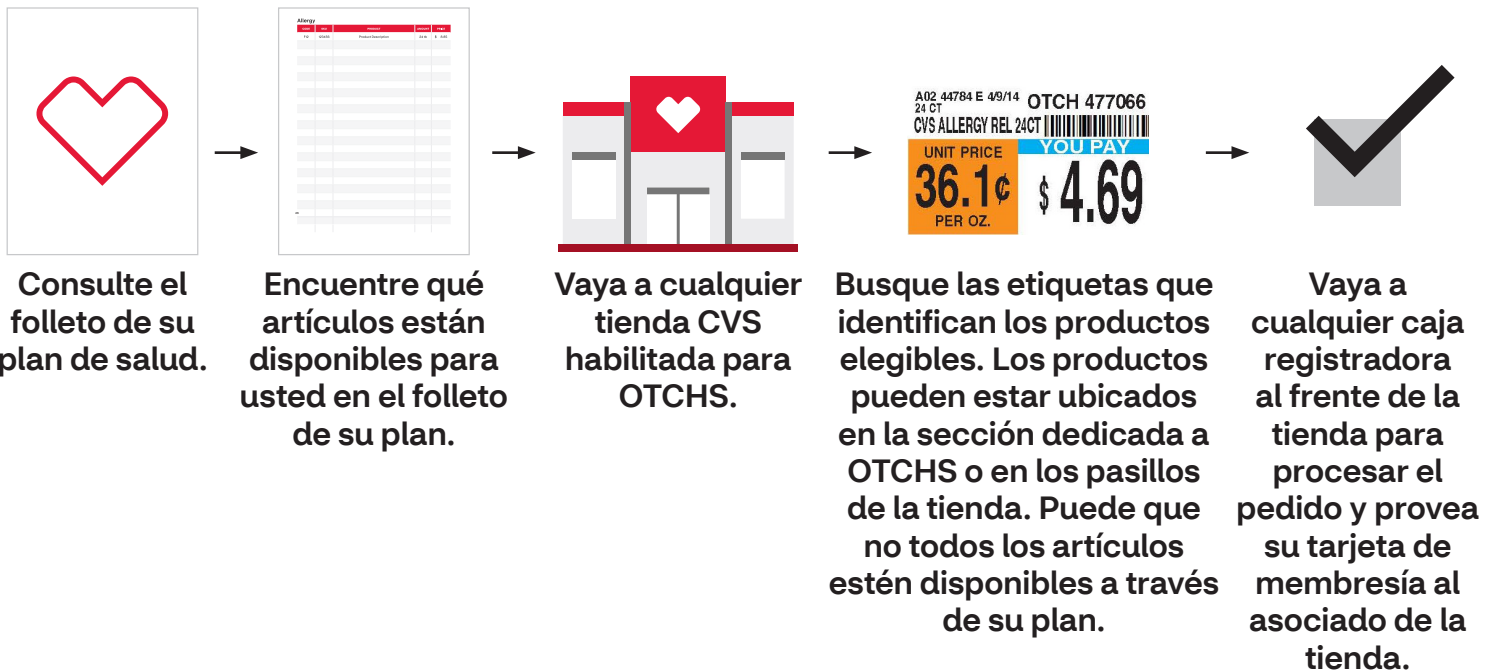 Allergy
PRODUCT
Product Description
A02 44784 E 4/9/14 OTCH 477066
24 CT
CVS ALLERGY REL 24CT
UNIT PRICE
YOU PAY
36.1¢
$ 4.69
PER OZ.
Consulte el
folleto de su
plan de salud.
Encuentre qué
artículos están
disponibles para
usted en el folleto
de su plan.
Vaya a cualquier
tienda CVS
habilitada para
OTCHS.
Busque las etiquetas que
identifican los productos
elegibles. Los productos
pueden estar ubicados
en la sección dedicada a
OTCHS o en los pasillos
de la tienda. Puede que
no todos los artículos
estén disponibles a través
de su plan.
Vaya a
cualquier caja
registradora
al frente de la
tienda para
procesar el
pedido y provea
su tarjeta de
membresía al
asociado de la
tienda.